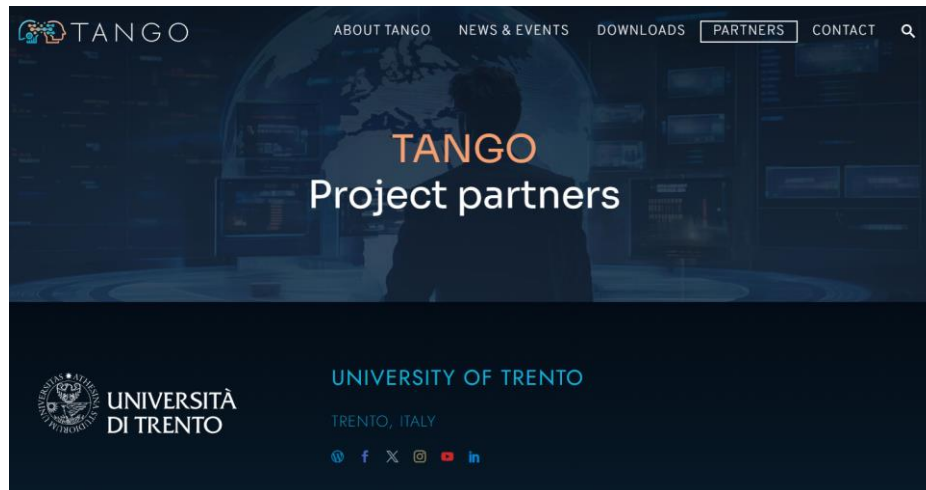 TANGO
ABOUT TANGO NEWS & EVENTS DOWNLOADS PARTNERS CONTACT
TANGO
Project partners
UNIVERSITÀ
DI TRENTO
UNIVERSITY OF TRENTO
TRENTO, ITALY